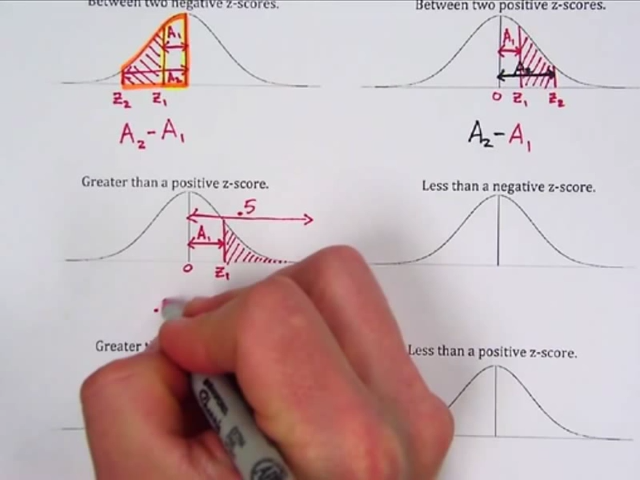 Between two negative z-scores.
Between two positive z-scores.
A₁
A₂
Z₂ Z₁
A₂-A₁
A₁
0 Z₁ Z₂
A₂-A₁
Greater than a positive z-score.
.5
A₁
0 Z₁
Less than a negative z-score.
Greater
Less than a positive z-score.